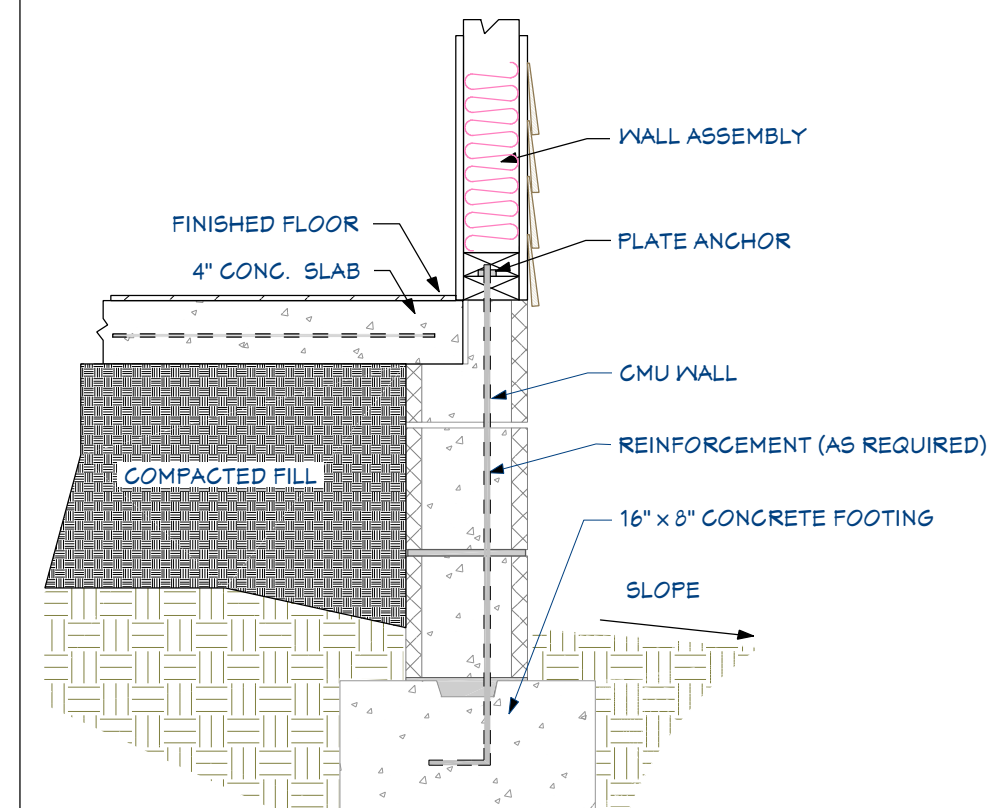 WALL ASSEMBLY
FINISHED FLOOR
PLATE ANCHOR
4" CONC. SLAB
CMU WALL
REINFORCEMENT (AS REQUIRED)
COMPACTED FILL
16" x 8" CONCRETE FOOTING
SLOPE